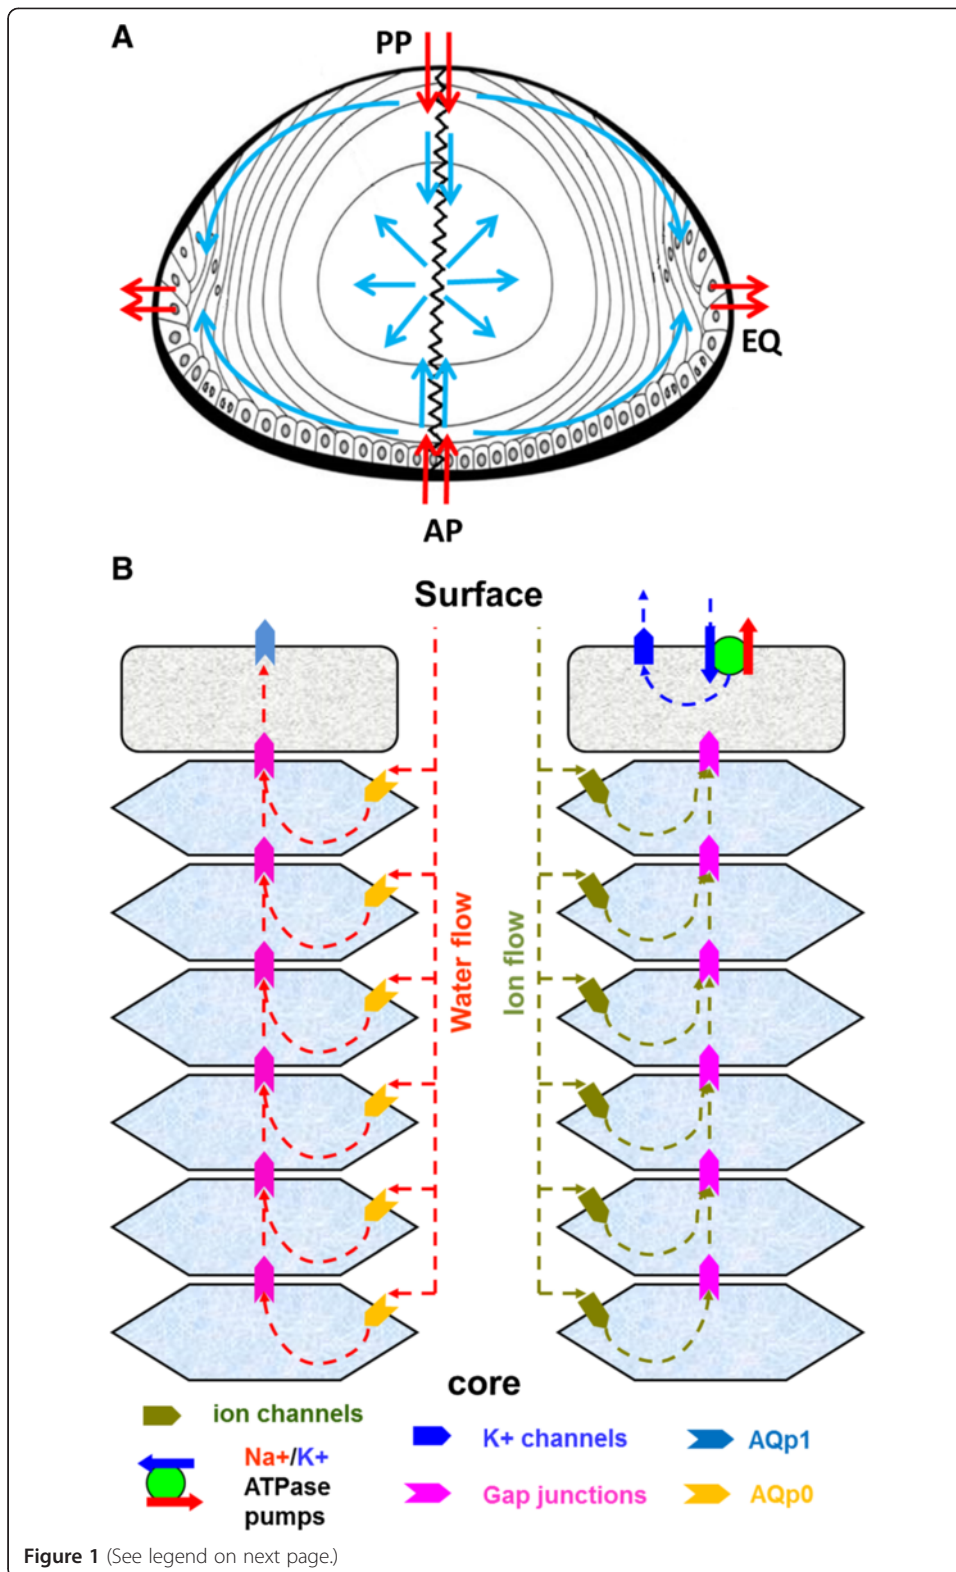 A
PP
EQ
AP
B
Surface
Water flow
Ion flow
core
ion channels
Na+/K+
ATPase
pumps
K+ channels
Gap junctions
AQp1
AQp0
Figure 1 (See legend on next page.)